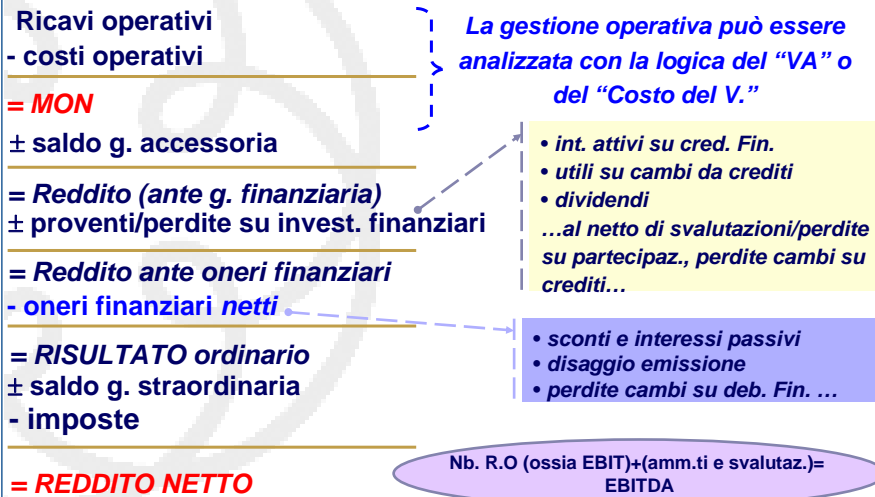 Ricavi operativi
- costi operativi
= MON
± saldo g. accessoria
= Reddito (ante g. finanziaria)
± proventi/perdite su invest. finanziari
= Reddito ante oneri finanziari
- oneri finanziari netti
= RISULTATO ordinario
± saldo g. straordinaria
- imposte
= REDDITO NETTO
La gestione operativa può essere
analizzata con la logica del “VA” o
del “Costo del V.”
• int. attivi su cred. Fin.
• utili su cambi da crediti
• dividendi
…al netto di svalutazioni/perdite
su partecipaz., perdite cambi su
crediti…
• sconti e interessi passivi
• disaggio emissione
• perdite cambi su deb. Fin. …
Nb. R.O (ossia EBIT)+(amm.ti e svalutaz.)=
EBITDA